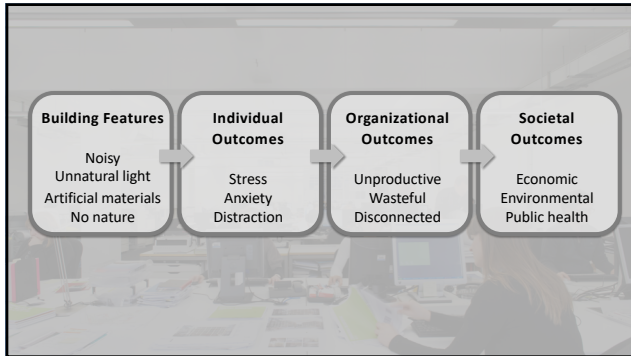 Building Features
Noisy
Unnatural light
Artificial materials
No nature
Individual
Outcomes
Stress
Anxiety
Distraction
Organizational
Outcomes
Unproductive
Wasteful
Disconnected
Societal
Outcomes
Economic
Environmental
Public health